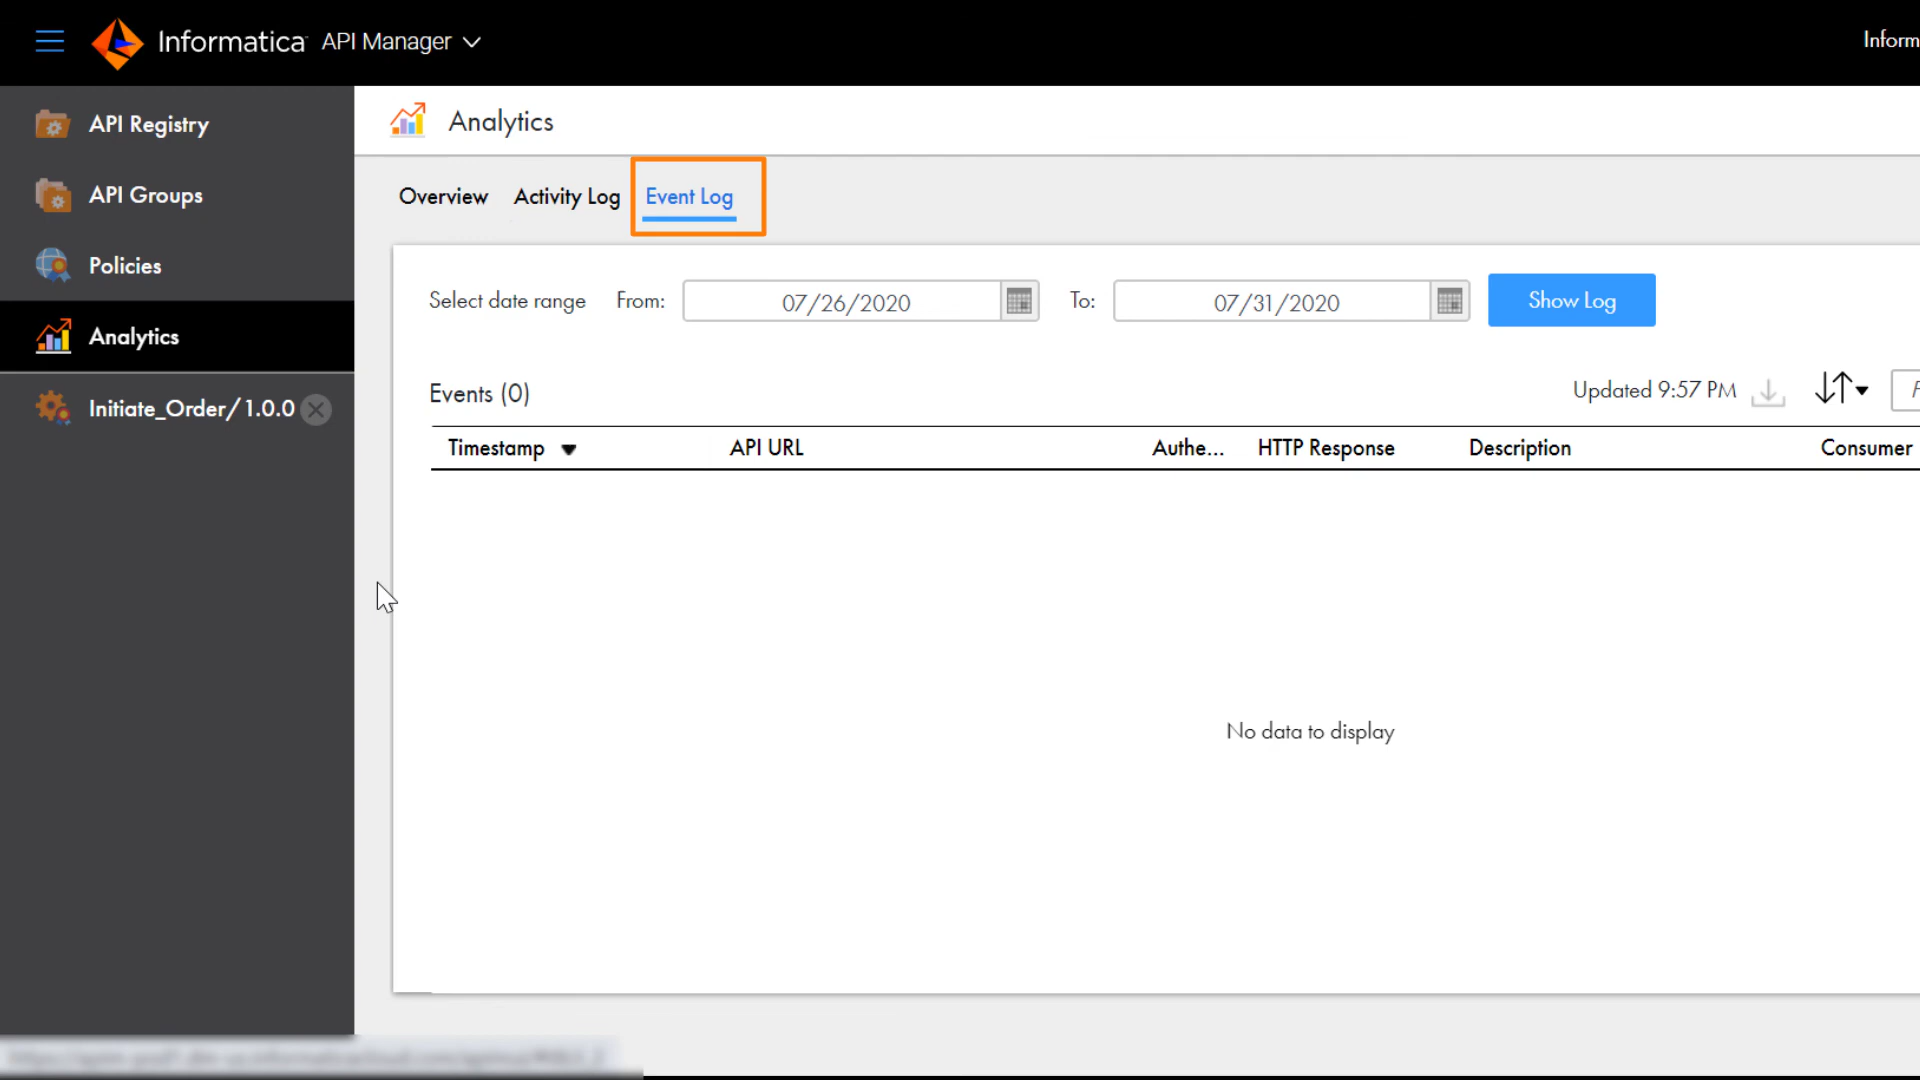 Informatica API Manager
Inform
API Registry
API Groups
Policies
Analytics
Initiate_Order/1.0.0
Analytics
Overview Activity Log Event Log
Select date range From: 07/26/2020 To: 07/31/2020 Show Log
Events (0) Updated 9:57 PM
Timestamp API URL Authe... HTTP Response Description Consumer
No data to display